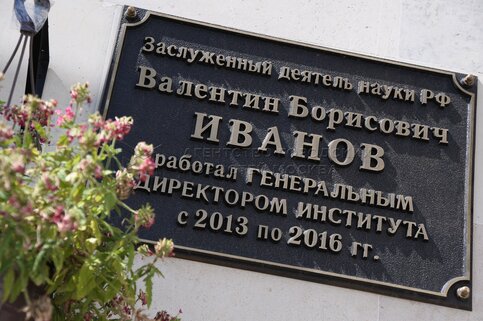 Заслуженный деятель науки РФ
Валентин Борисович
ИВАНОВ
работал ГЕНЕРАЛЬНЫМ
ДИРЕКТОРОМ ИНСТИТУТА
с 2013 по 2016 гг.